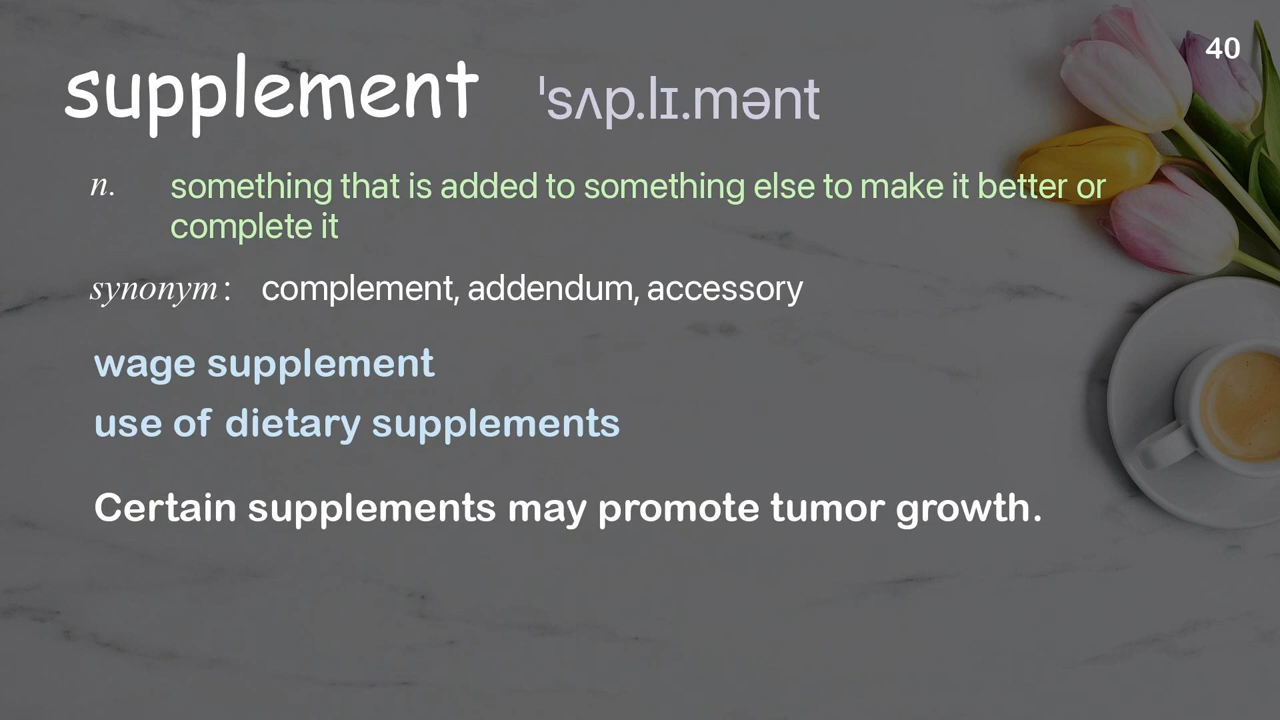 40
supplement ˈsʌp.lɪ.mənt
n. something that is added to something else to make it better or
complete it
synonym : complement, addendum, accessory
wage supplement
use of dietary supplements
Certain supplements may promote tumor growth.